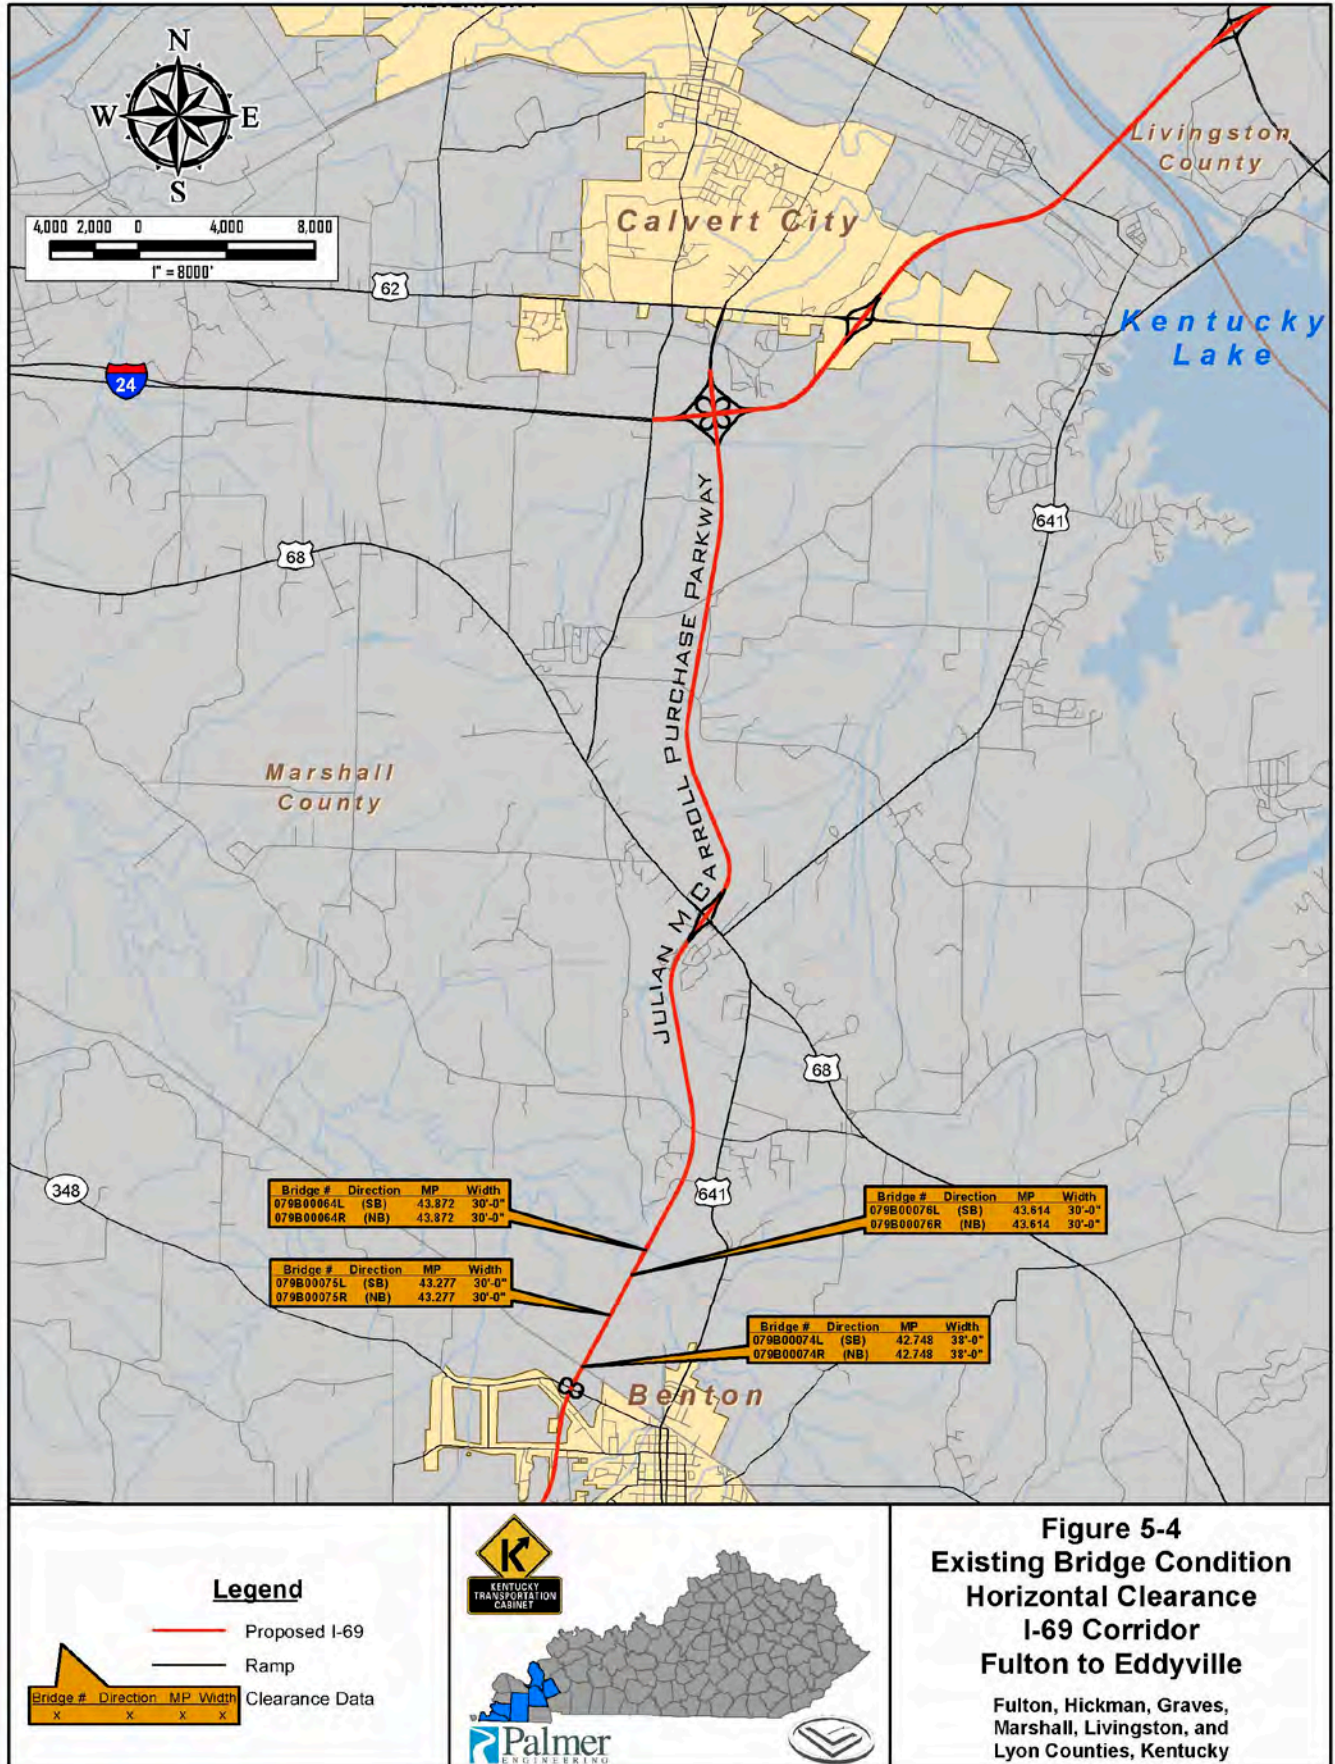 N
W E
S
4,000 2,000 0 4,000 8,000
1" = 8000'
Livingston
County
Calvert City
62
Kentucky
Lake
24
641
68
JULIAN M CARROLL PURCHASE PARKWAY
Marshall
County
68
348
641
Bridge # Direction MP Width
079B00064L (SB) 43.872 30'-0"
079B00064R (NB) 43.872 30'-0"
Bridge # Direction MP Width
079B00076L (SB) 43.614 30'-0"
079B00076R (NB) 43.614 30'-0"
Bridge # Direction MP Width
079B00075L (SB) 43.277 30'-0"
079B00075R (NB) 43.277 30'-0"
Bridge # Direction MP Width
079B00074L (SB) 42.748 38'-0"
079B00074R (NB) 42.748 38'-0"
Benton
Legend
Proposed I-69
Ramp
Clearance Data
Bridge # Direction MP Width
x x x x
K
KENTUCKY
TRANSPORTATION
CABINET
Palmer
ENGINEERING
Figure 5-4
Existing Bridge Condition
Horizontal Clearance
I-69 Corridor
Fulton to Eddyville
Fulton, Hickman, Graves,
Marshall, Livingston, and
Lyon Counties, Kentucky